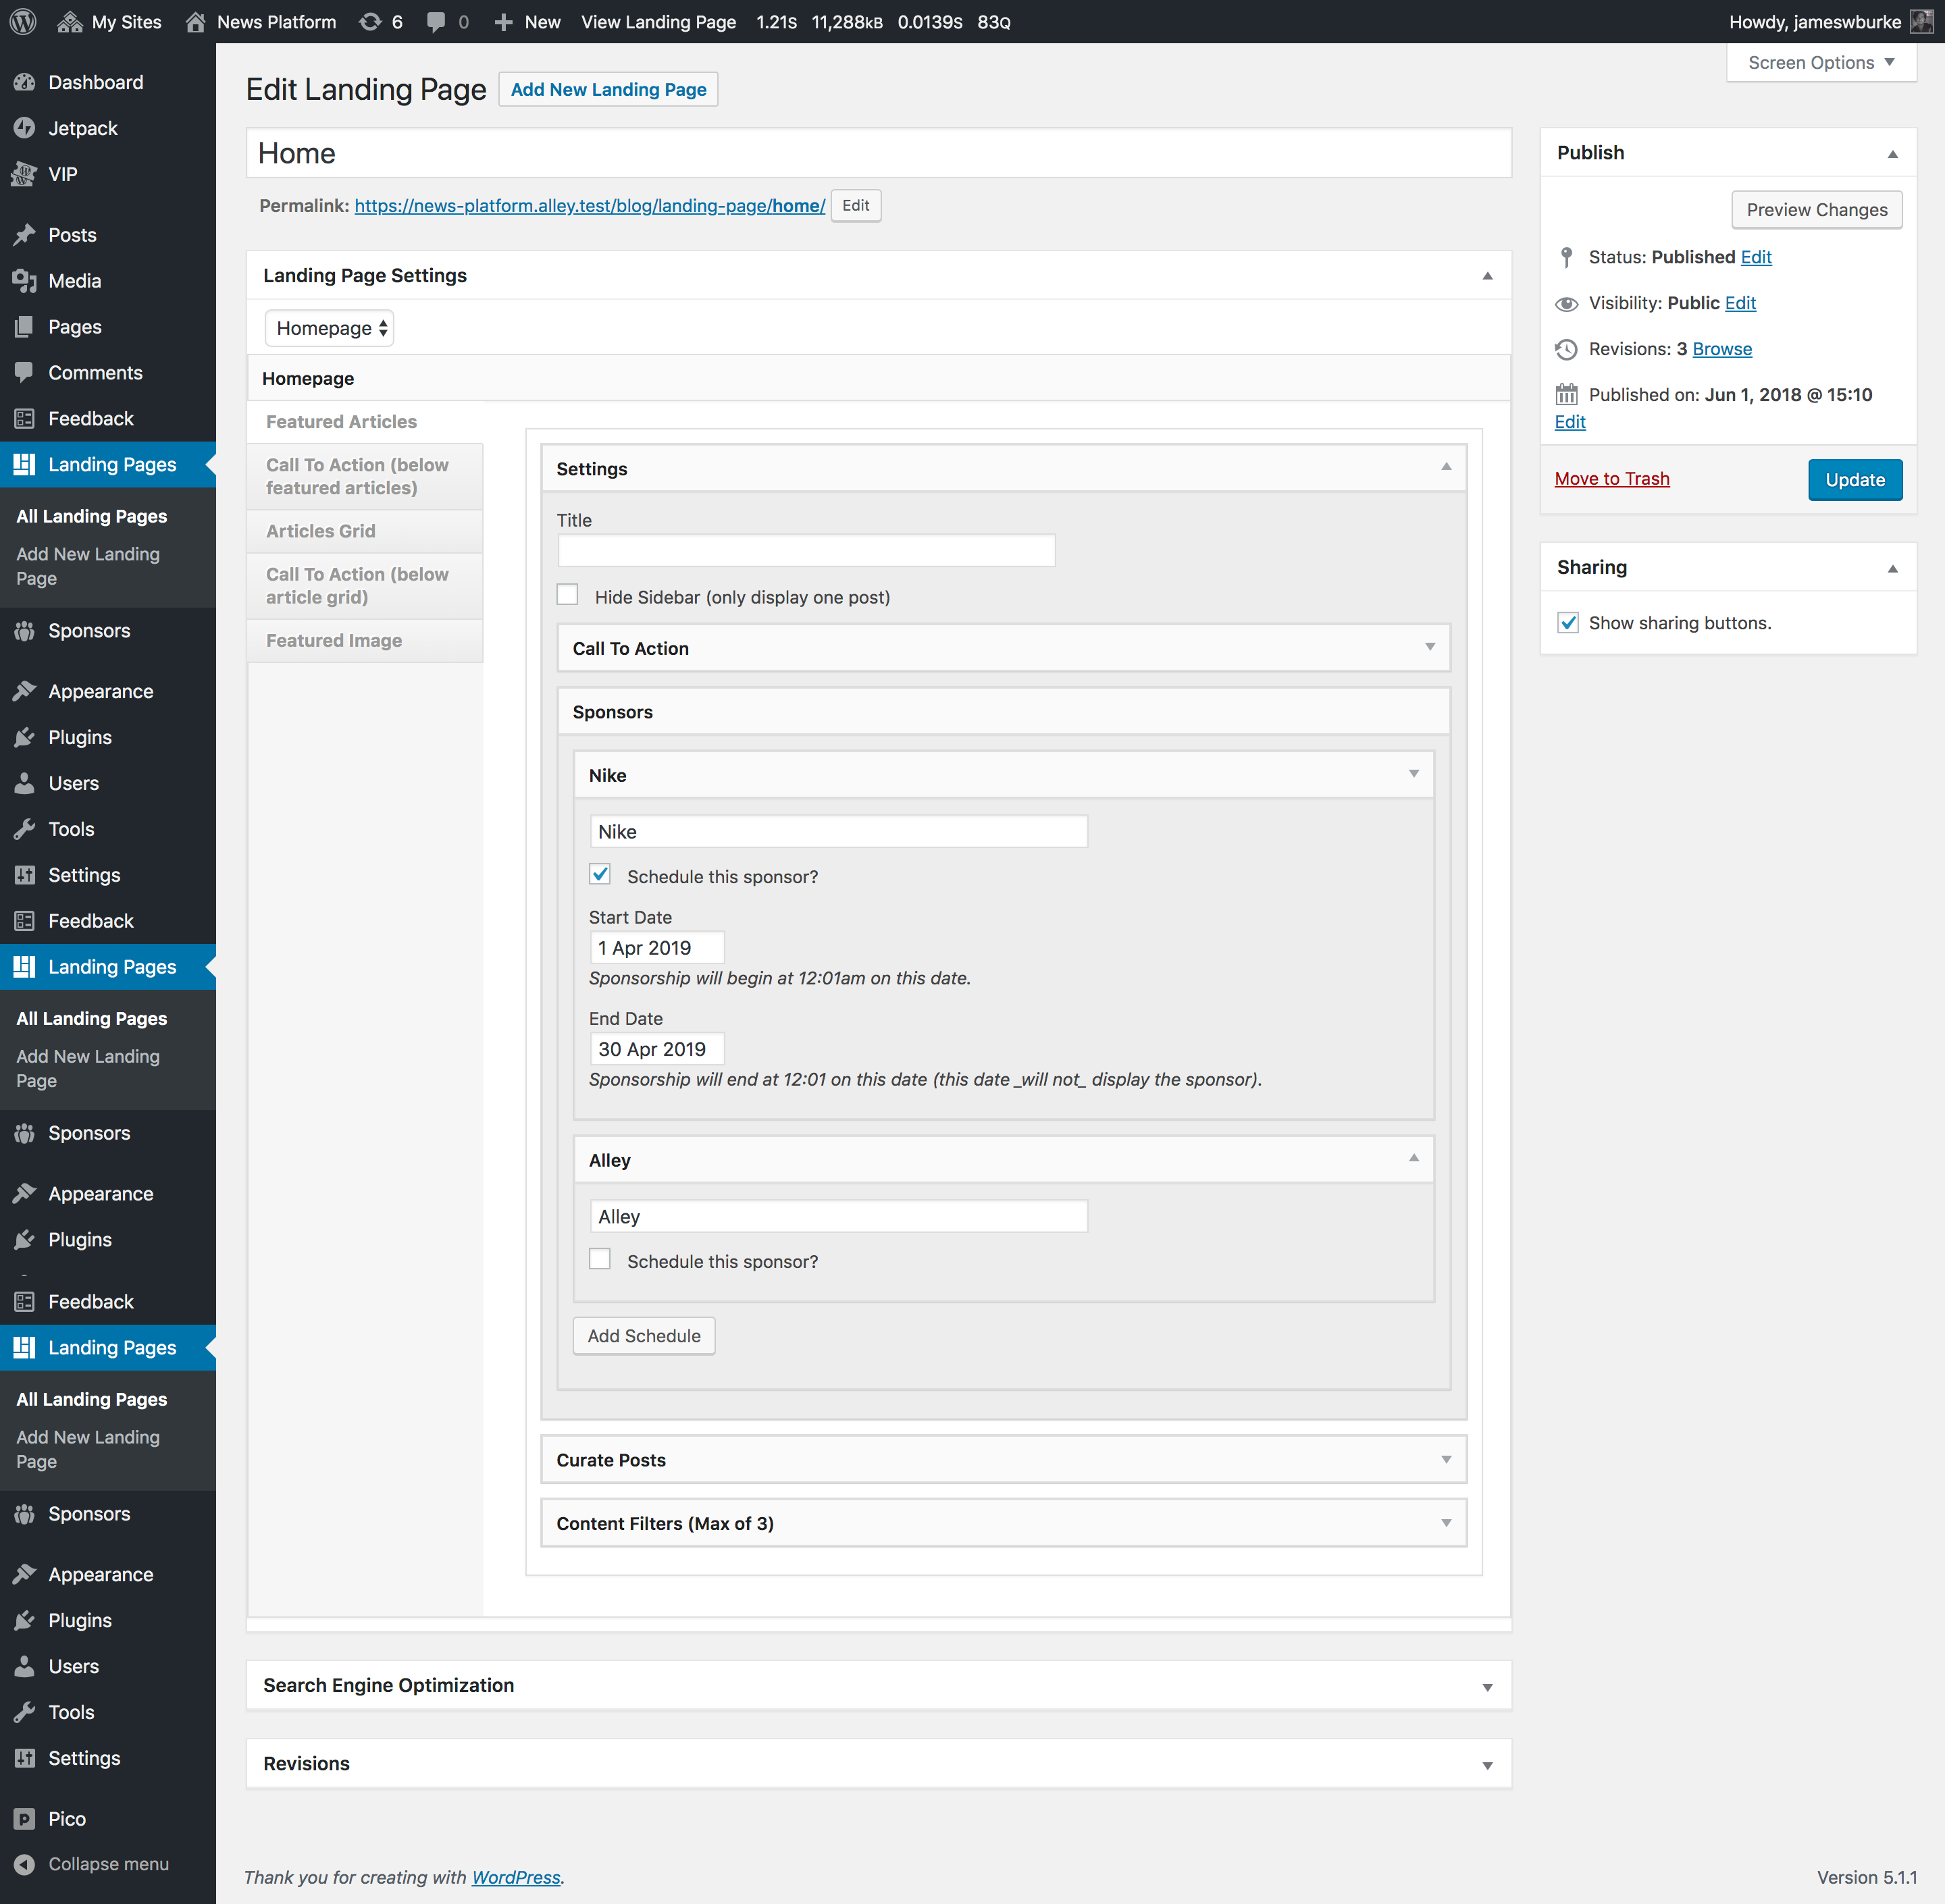 My Sites News Platform 6 0 New View Landing Page 1.21S 11,288KB 0.0139S 83Q Howdy, jameswburke
Screen Options
Dashboard
Jetpack
VIP
Posts
Media
Pages
Comments
Feedback
Landing Pages
All Landing Pages
Add New Landing
Page
Sponsors
Appearance
Plugins
Users
Tools
Settings
Feedback
Landing Pages
All Landing Pages
Add New Landing
Page
Sponsors
Appearance
Plugins
Feedback
Landing Pages
All Landing Pages
Add New Landing
Page
Sponsors
Appearance
Plugins
Users
Tools
Settings
Pico
Collapse menu
Edit Landing Page Add New Landing Page
Home
Permalink: https://news-platform.alley.test/blog/landing-page/home/ Edit
Landing Page Settings
Homepage
Homepage
Featured Articles
Call To Action (below
featured articles)
Articles Grid
Call To Action (below
article grid)
Featured Image
Settings
Title
Hide Sidebar (only display one post)
Call To Action
Sponsors
Nike
Nike
Schedule this sponsor?
Start Date
1 Apr 2019
Sponsorship will begin at 12:01am on this date.
End Date
30 Apr 2019
Sponsorship will end at 12:01 on this date (this date _will not_ display the sponsor).
Alley
Alley
Schedule this sponsor?
Add Schedule
Curate Posts
Content Filters (Max of 3)
Search Engine Optimization
Revisions
Publish
Preview Changes
Status: Published Edit
Visibility: Public Edit
Revisions: 3 Browse
Published on: Jun 1, 2018 @ 15:10
Edit
Move to Trash Update
Sharing
Show sharing buttons.
Thank you for creating with WordPress.
Version 5.1.1